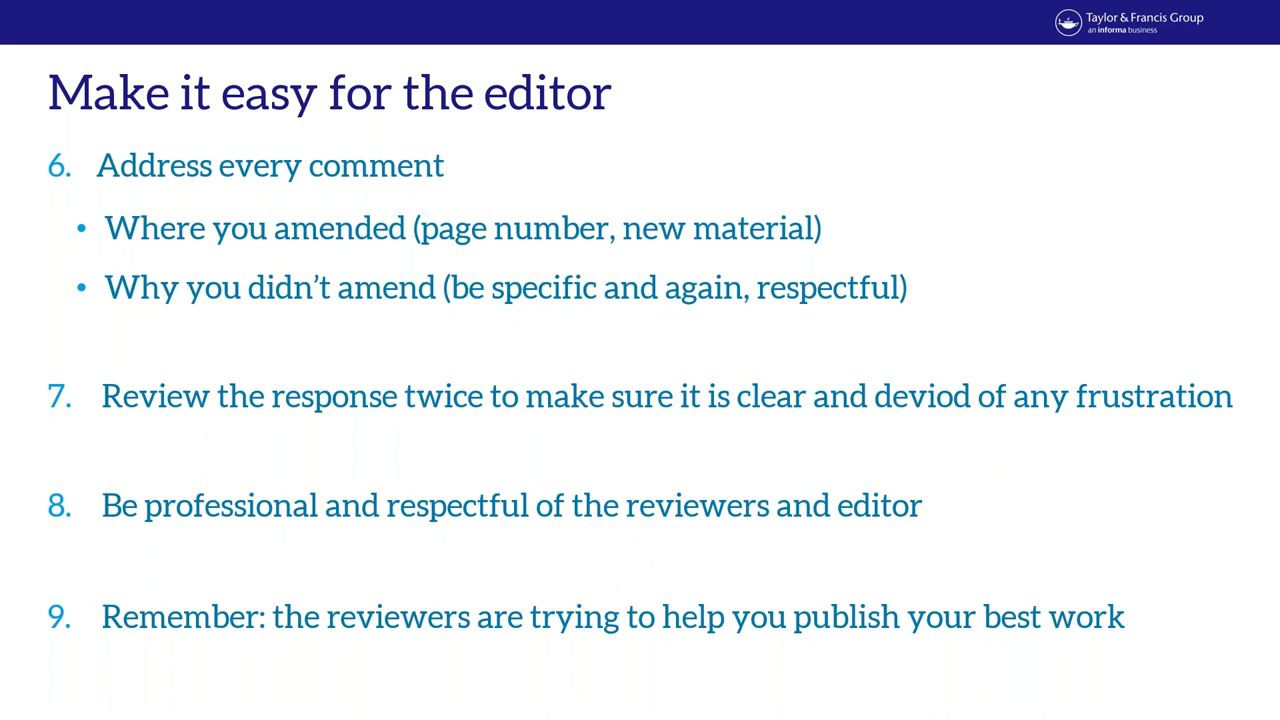 Taylor & Francis Group
an informa business
Make it easy for the editor
6. Address every comment
• Where you amended (page number, new material)
• Why you didn’t amend (be specific and again, respectful)
7. Review the response twice to make sure it is clear and deviod of any frustration
8. Be professional and respectful of the reviewers and editor
9. Remember: the reviewers are trying to help you publish your best work